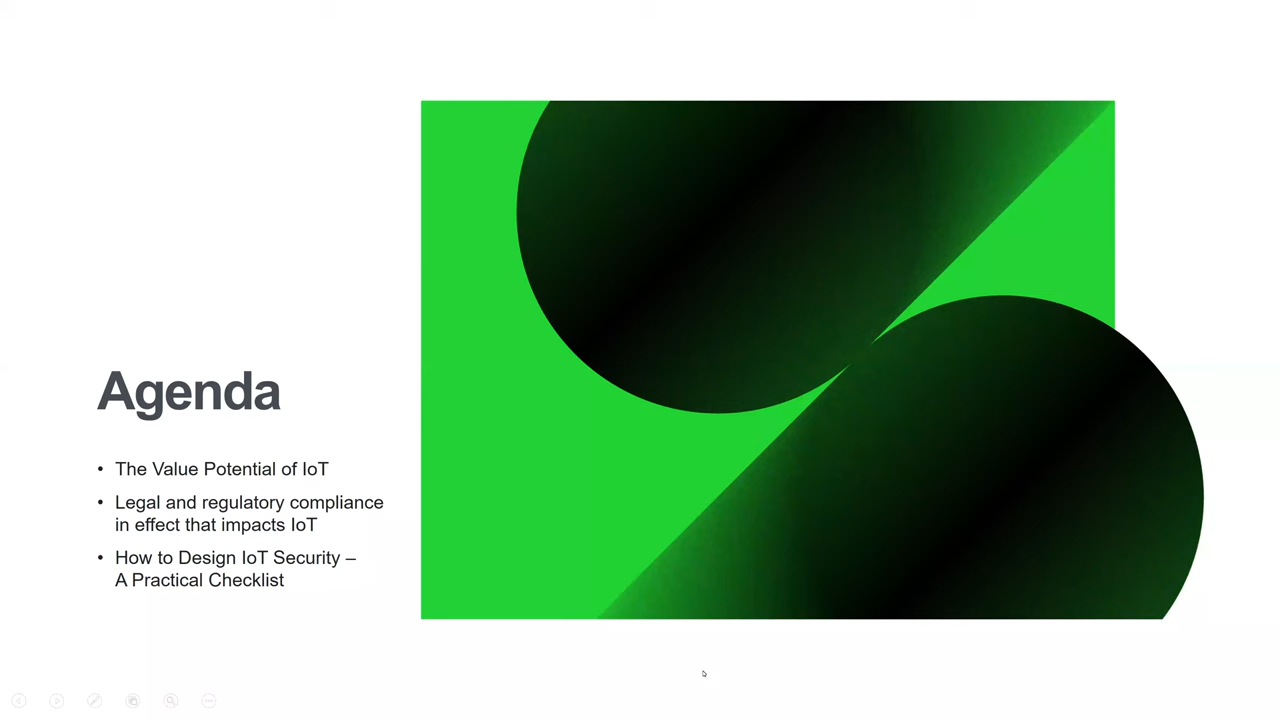 Agenda
• The Value Potential of IoT
• Legal and regulatory compliance
in effect that impacts IoT
• How to Design IoT Security –
A Practical Checklist